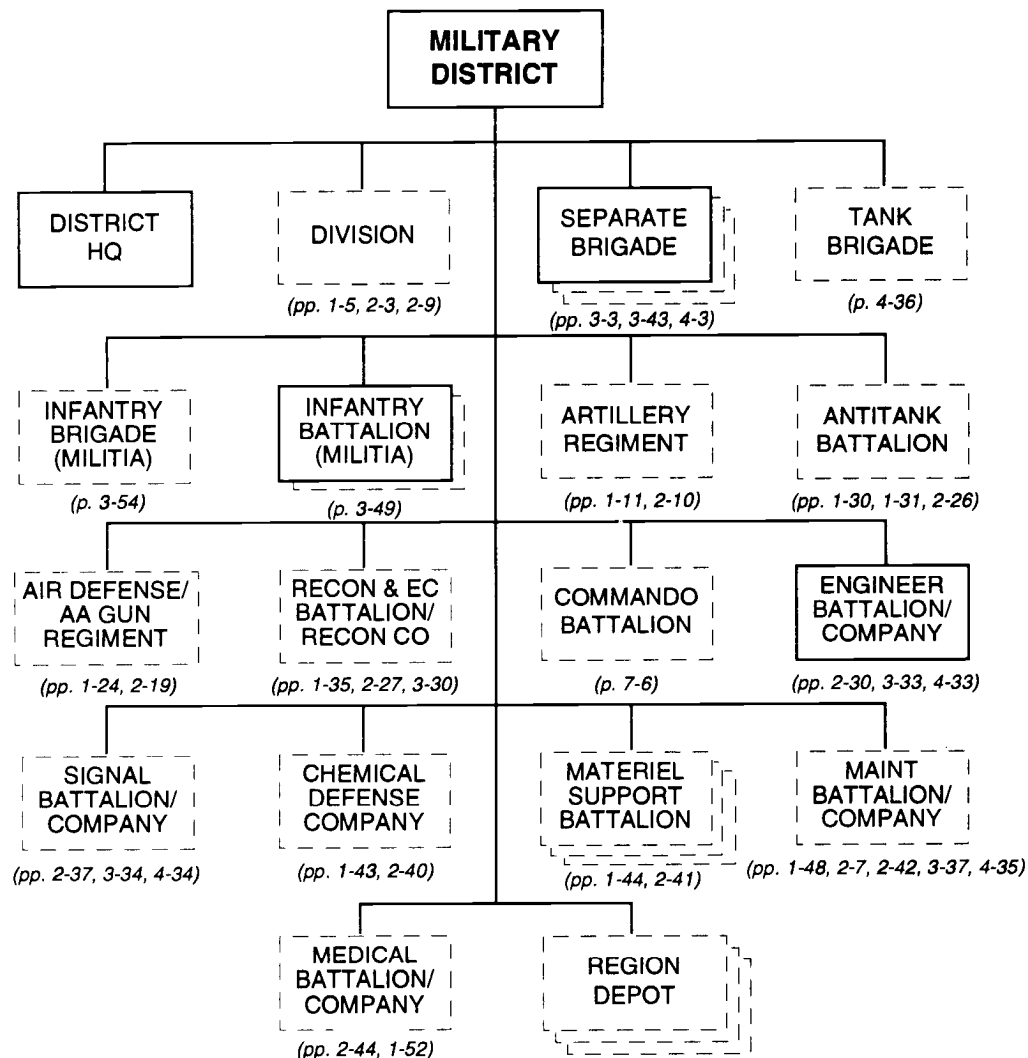 MILITARY
DISTRICT
DISTRICT
HQ
DIVISION
(pp. 1-5, 2-3, 2-9)
SEPARATE
BRIGADE
(pp. 3-3, 3-43, 4-3)
TANK
BRIGADE
(p. 4-36)
INFANTRY
BRIGADE
(MILITIA)
(p. 3-54)
INFANTRY
BATTALION
(MILITIA)
(p. 3-49)
ARTILLERY
REGIMENT
(pp. 1-11, 2-10)
ANTITANK
BATTALION
(pp. 1-30, 1-31, 2-26)
AIR DEFENSE/
AA GUN
REGIMENT
(pp. 1-24, 2-19)
RECON & EC
BATTALION/
RECON CO
(pp. 1-35, 2-27, 3-30)
COMMANDO
BATTALION
(p. 7-6)
ENGINEER
BATTALION/
COMPANY
(pp. 2-30, 3-33, 4-33)
SIGNAL
BATTALION/
COMPANY
(pp. 2-37, 3-34, 4-34)
CHEMICAL
DEFENSE
COMPANY
(pp. 1-43, 2-40)
MATERIEL
SUPPORT
BATTALION
(pp. 1-44, 2-41)
MAINT
BATTALION/
COMPANY
(pp. 1-48, 2-7, 2-42, 3-37, 4-35)
MEDICAL
BATTALION/
COMPANY
(pp. 2-44, 1-52)
REGION
DEPOT